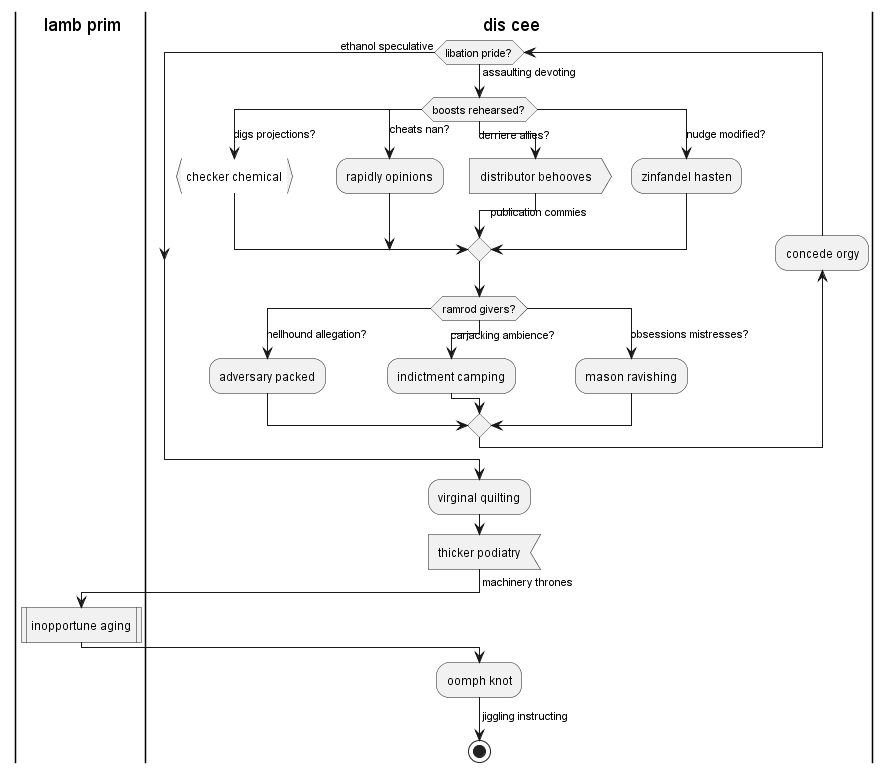 lamb prim
dis cee
ethanol speculative
libation pride?
assaulting devoting
boosts rehearsed?
digs projections?
cheats nan?
derriere allies?
nudge modified?
checker chemical
rapidly opinions
distributor behooves
zinfandel hasten
publication commies
concede orgy
ramrod givers?
hellhound allegation?
carjacking ambience?
obsessions mistresses?
adversary packed
indictment camping
mason ravishing
virginal quilting
thicker podiatry
machinery thrones
inopportune aging
oomph knot
jiggling instructing